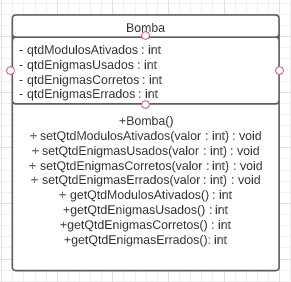 Bomba
- qtdModulosAtivados : int
- qtdEnigmasUsados : int
- qtdEnigmasCorretos : int
- qtdEnigmasErrados : int
+Bomba()
+ setQtdModulosAtivados(valor : int) : void
+ setQtdEnigmasUsados(valor : int) : void
+ setQtdEnigmasCorretos(valor : int) : void
+ setQtdEnigmasErrados(valor : int) : void
+ getQtdModulosAtivados() : int
+getQtdEnigmasUsados() : int
+getQtdEnigmasCorretos() : int
+getQtdEnigmasErrados(): int